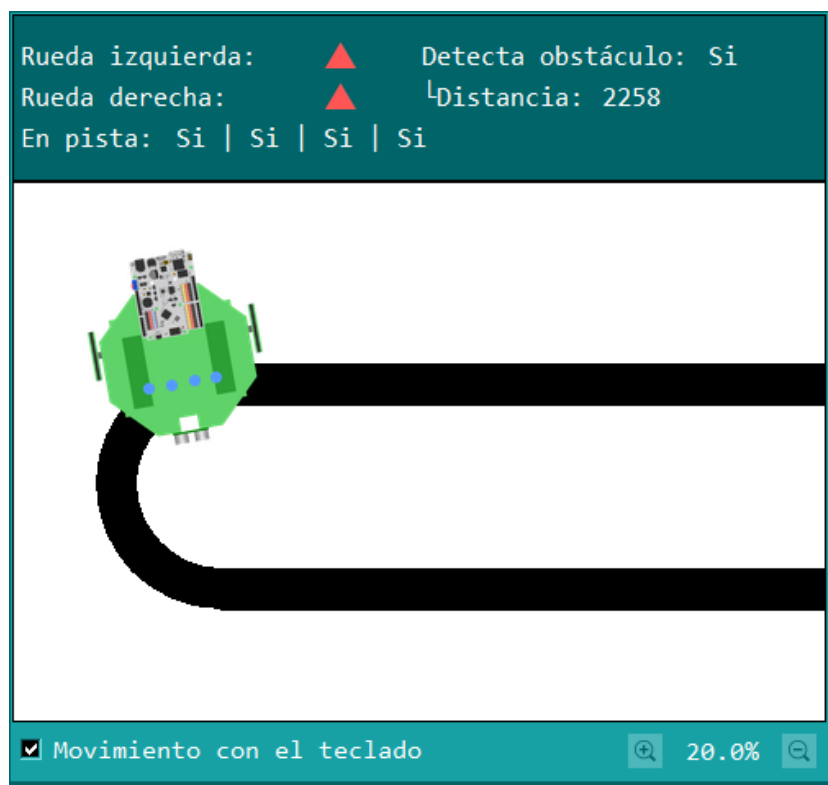 Rueda izquierda: Detecta obstáculo: Si
Rueda derecha: └Distancia: 2258
En pista: Si | Si | Si | Si
Movimiento con el teclado 20.0%